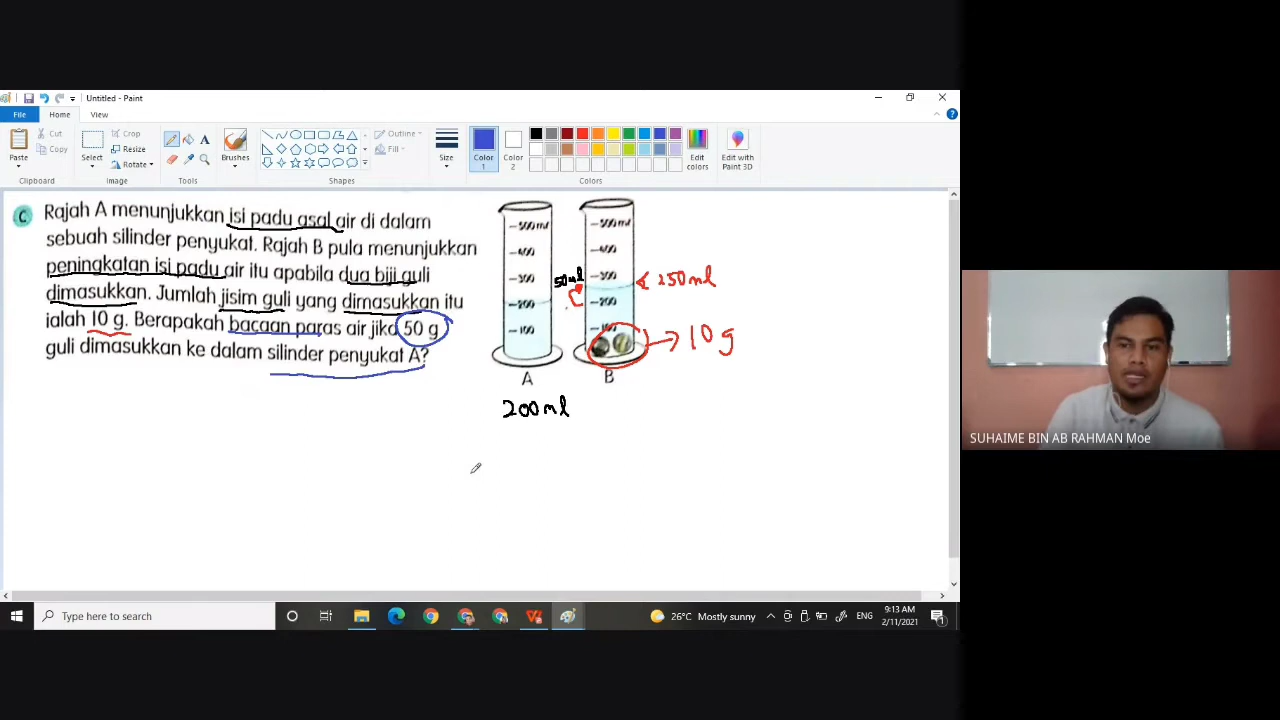 Untitled - Paint
File Home View
Paste
Cut
Copy
Clipboard
Select
Crop
Resize
Rotate
Image
Tools
Brushes
Shapes
Outline
Fill
Size
Color 1
Color 2
Edit colors
Colors
Edit with Paint 3D
C Rajah A menunjukkan isi padu asal air di dalam
sebuah silinder penyukat. Rajah B pula menunjukkan
peningkatan isi padu air itu apabila dua biji guli
dimasukkan. Jumlah jisim guli yang dimasukkan itu
ialah 10 g. Berapakah bacaan paras air jika 50 g
guli dimasukkan ke dalam silinder penyukat A?
500 ml
400
300
200
100
A
200ml
500 ml
400
300
200
100
B
50ml
250ml
10 g
SUHAIME BIN AB RAHMAN Moe
Type here to search
26°C Mostly sunny
ENG
9:13 AM
2/11/2021